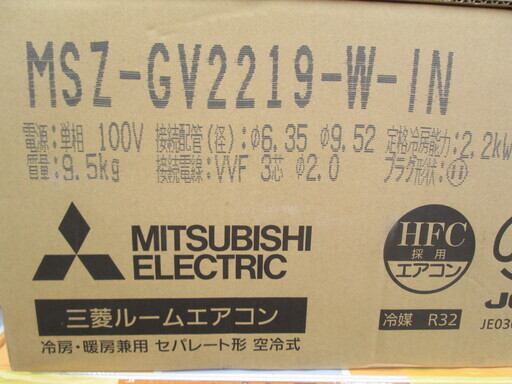 MSZ-GV2219-W-IN
電源:単相 100V 接続配管(径):φ6.35 φ9.52 定格冷房能力:2.2kW
質量:9.5kg 接続電線:VVF 3芯 φ2.0 プラグ形状:
MITSUBISHI
ELECTRIC
HFC
採用
エアコン
三菱ルームエアコン
冷媒 R32
冷房・暖房兼用 セパレート形 空冷式